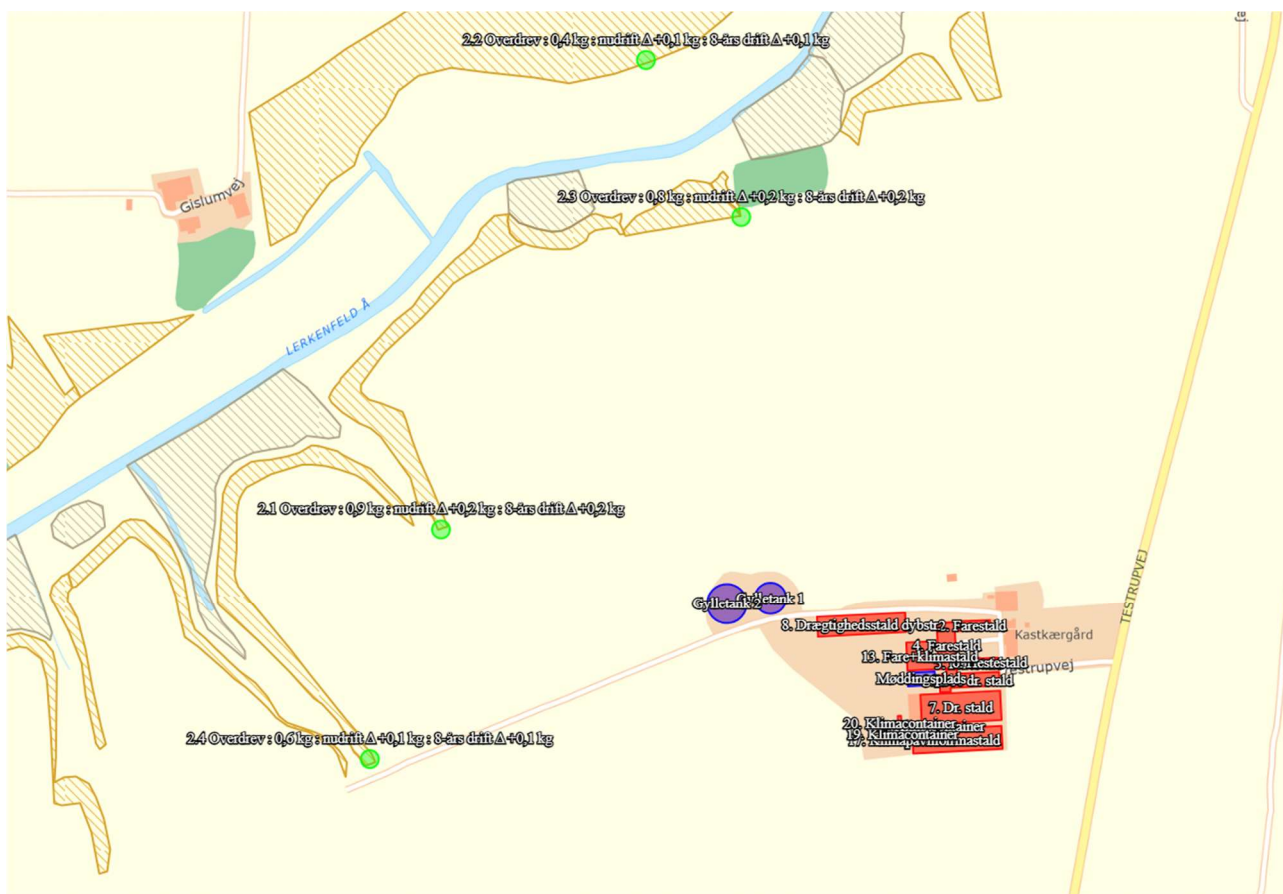 2.2 Overdrev : 0,4 kg : nudrift Δ +0,1 kg : 8-års drift Δ +0,1 kg
Gislumvej
2.3 Overdrev : 0,8 kg : nudrift Δ +0,2 kg : 8-års drift Δ +0,2 kg
LERKENFELD Å
2.1 Overdrev : 0,9 kg : nudrift Δ +0,2 kg : 8-års drift Δ +0,2 kg
TESTRUPVEJ
Gylletank 2
Gylletank 1
8. Drægtighedsstald dybstr
2. Farestald
Kastkærgård
4. Farestald
13. Fare+klimastald
Hestestald
Testrupvej
Møddingsplads
dr. stald
7. Dr. stald
20. Klimacontainer
19. Klimacontainer
2.4 Overdrev : 0,6 kg : nudrift Δ +0,1 kg : 8-års drift Δ +0,1 kg